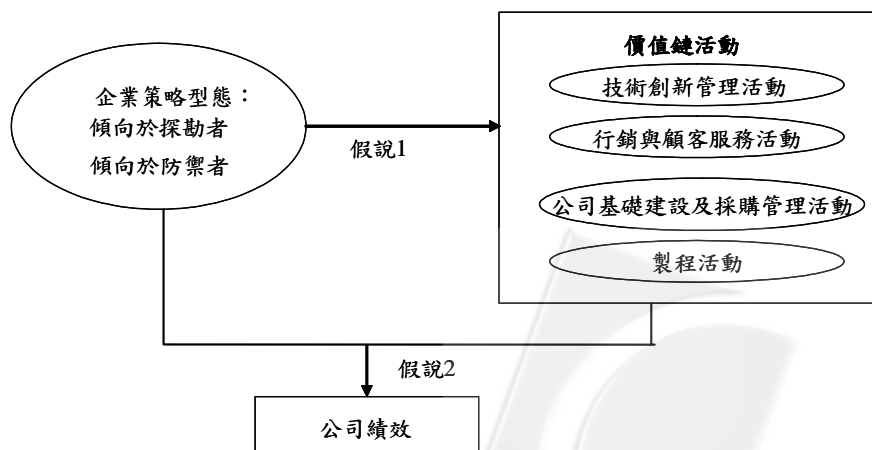 企業策略型態：
傾向於探勘者
傾向於防禦者
假說1
價值鏈活動
技術創新管理活動
行銷與顧客服務活動
公司基礎建設及採購管理活動
製程活動
假說2
公司績效